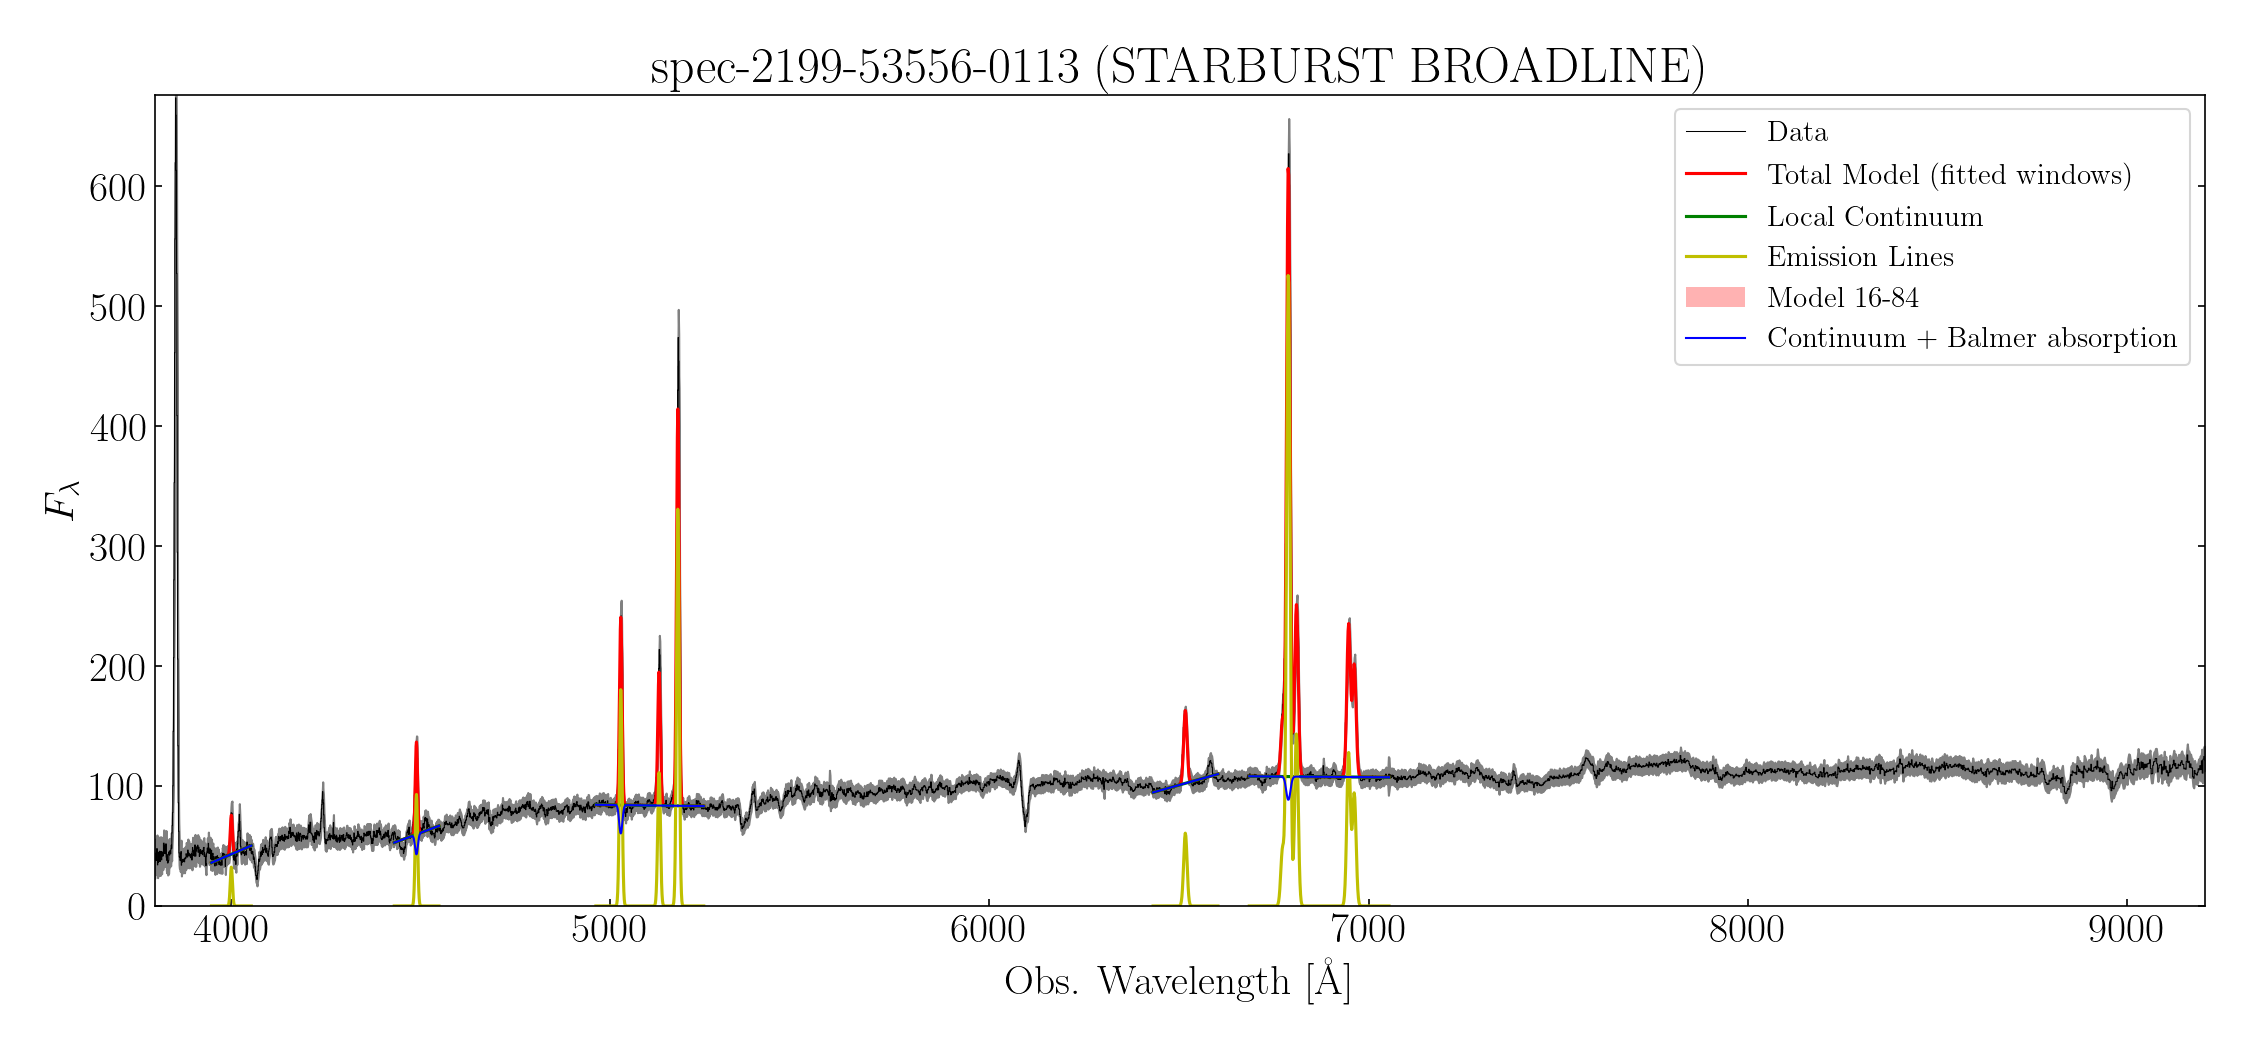 spec-2199-53556-0113 (STARBURST BROADLINE)
Data
Total Model (fitted windows)
Local Continuum
Emission Lines
Model 16-84
Continuum + Balmer absorption
600
500
400
300
200
100
0
Fλ
4000 5000 6000 7000 8000 9000
Obs. Wavelength [Å]